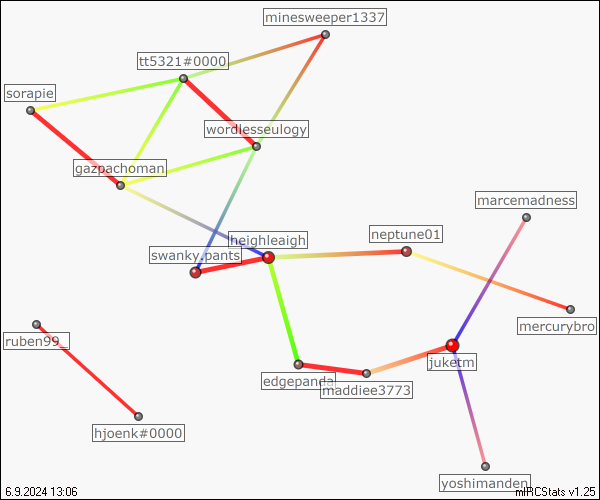 minesweeper1337
tt5321#0000
sorapie
wordlesseulogy
gazpachoman
marcemadness
neptune01
heighleaigh
swanky.pants
mercurybro
ruben99_
juketm
edgepanda
maddiee3773
hjoenk#0000
yoshimanden
6.9.2024 13:06
mIRCStats v1.25